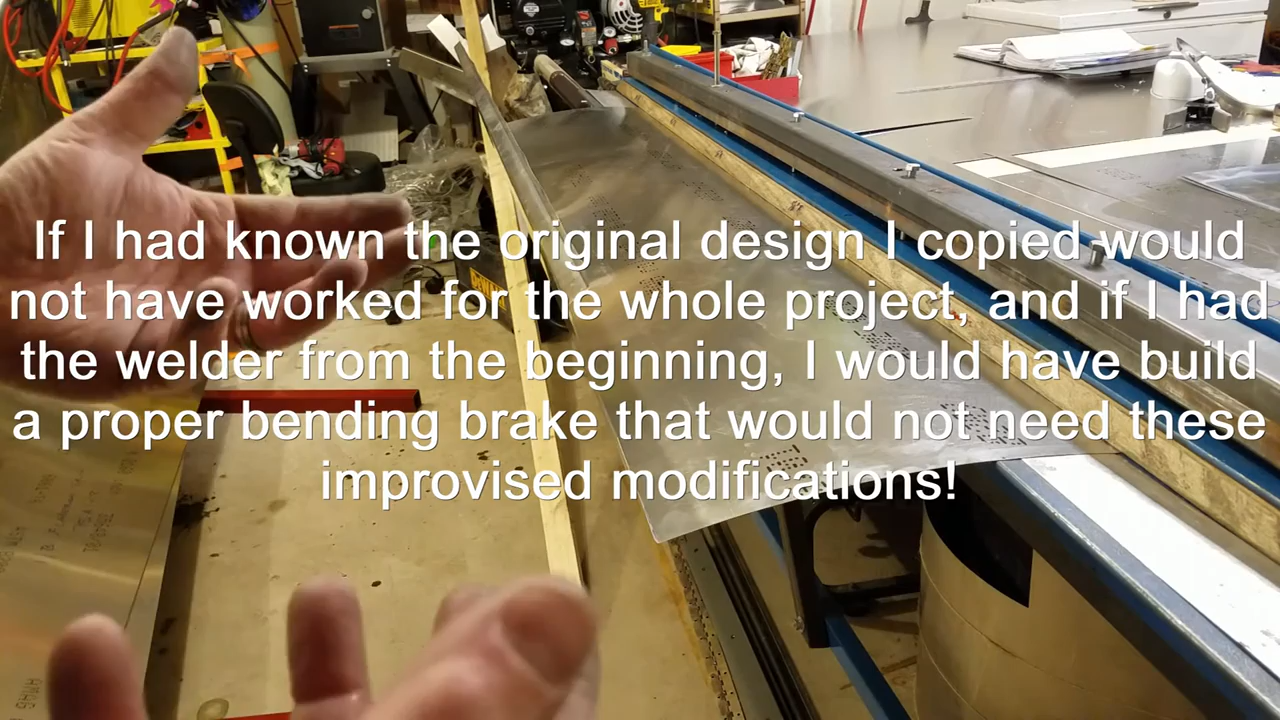 If I had known the original design I copied would
not have worked for the whole project, and if I had
the welder from the beginning, I would have build
a proper bending brake that would not need these
improvised modifications!